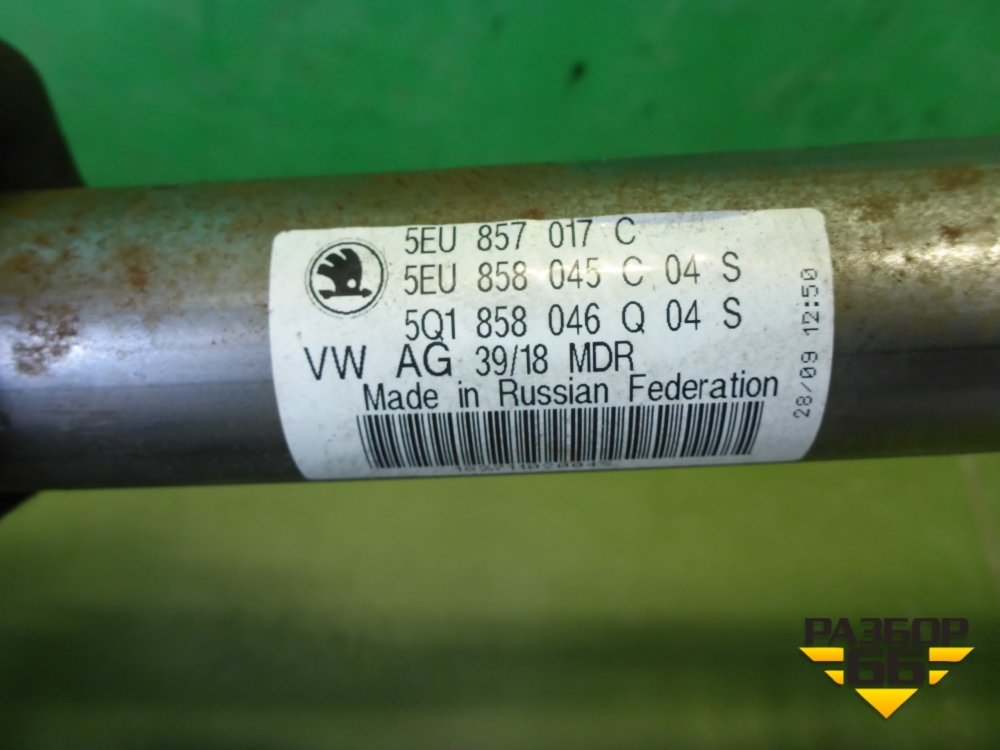 5EU 857 017 C
5EU 858 045 C 04 S
5Q1 858 046 Q 04 S
VW AG 39/18 MDR
Made in Russian Federation
28/09 12:50
РАЗБОР
66